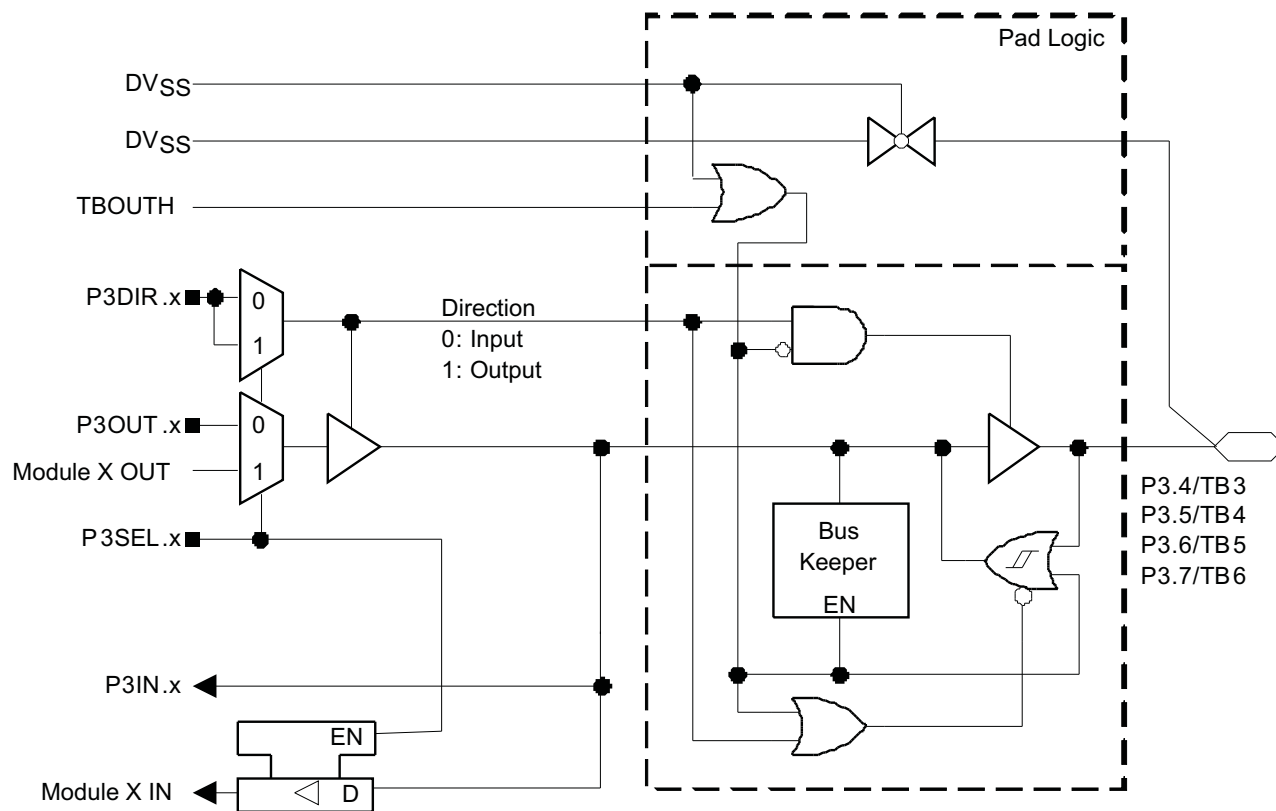 Pad Logic
DVSS
DVSS
TBOUTH
P3DIR.x
0
1
Direction
0: Input
1: Output
P3OUT.x
0
Module X OUT
1
P3SEL.x
Bus
Keeper
EN
P3.4/TB3
P3.5/TB4
P3.6/TB5
P3.7/TB6
P3IN.x
EN
Module X IN
D